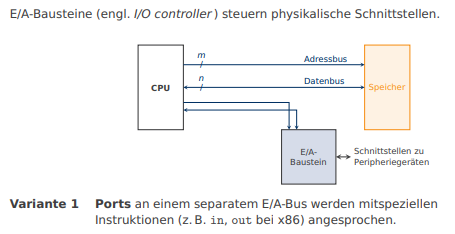 E/A-Bausteine (engl. I/O controller) steuern physikalische Schnittstellen.
m
Adressbus
n
Datenbus
CPU
Speicher
E/A-
Baustein
Schnittstellen zu
Peripheriegeräten
Variante 1 Ports an einem separatem E/A-Bus werden mitspeziellen
Instruktionen (z. B. in, out bei x86) angesprochen.